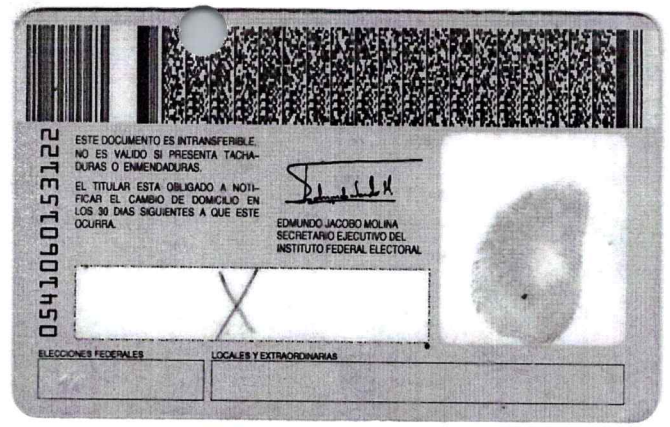 0541060153122
ESTE DOCUMENTO ES INTRANSFERIBLE,
NO ES VALIDO SI PRESENTA TACHA-
DURAS O ENMENDADURAS.
EL TITULAR ESTA OBLIGADO A NOTI-
FICAR EL CAMBIO DE DOMICILIO EN
LOS 30 DIAS SIGUIENTES A QUE ESTE
OCURRA.
EDMUNDO JACOBO MOLINA
SECRETARIO EJECUTIVO DEL
INSTITUTO FEDERAL ELECTORAL
X
ELECCIONES FEDERALES
LOCALES Y EXTRAORDINARIAS